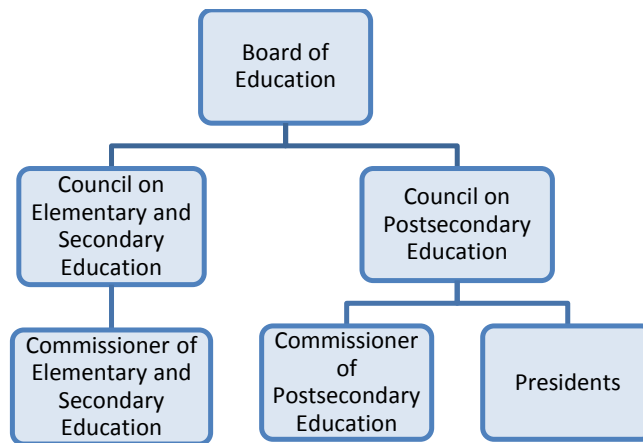 Board of
Education
Council on
Elementary and
Secondary
Education
Council on
Postsecondary
Education
Commissioner of
Elementary and
Secondary
Education
Commissioner
of
Postsecondary
Education
Presidents